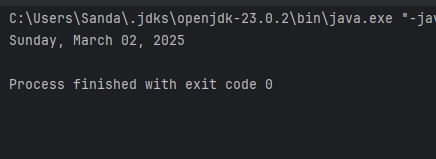 C:\Users\Sanda\.jdks\openjdk-23.0.2\bin\java.exe "-jav
Sunday, March 02, 2025
Process finished with exit code 0